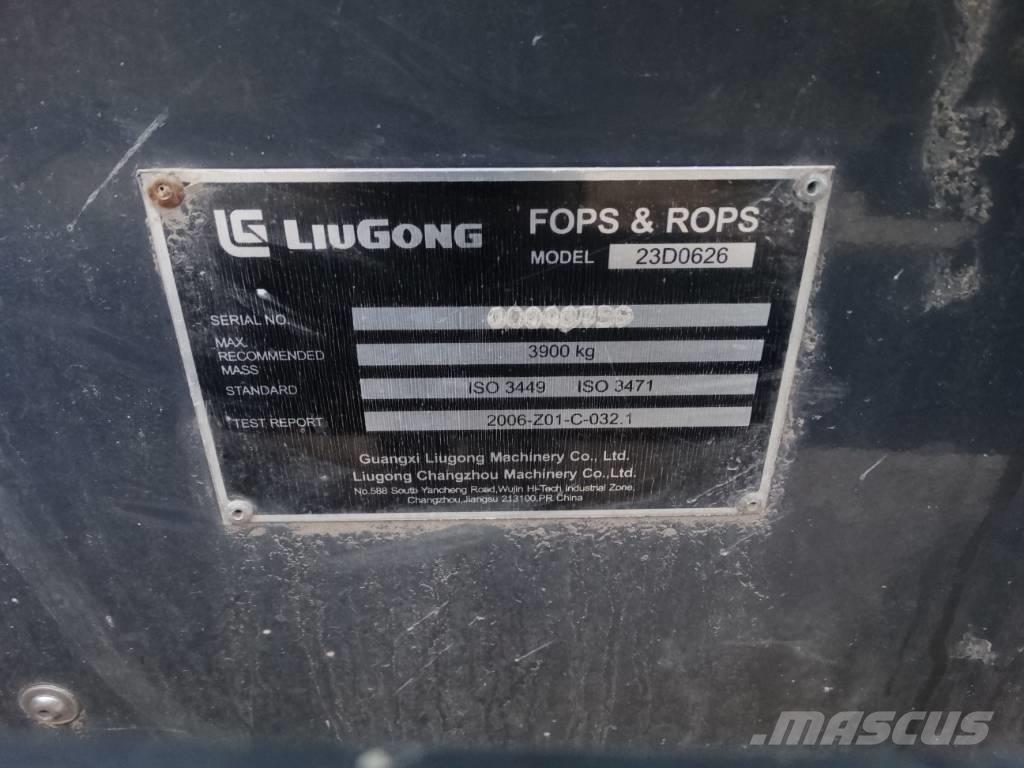 LG LIUGONG
FOPS & ROPS
MODEL 23D0626
SERIAL NO.
MAX. RECOMMENDED MASS 3900 kg
STANDARD ISO 3449 ISO 3471
TEST REPORT 2006-Z01-C-032.1
Guangxi Liugong Machinery Co., Ltd.
Liugong Changzhou Machinery Co.,Ltd.
No.588 South Yancheng Road,Wujin Hi-Tech Industrial Zone,
Changzhou,Jiangsu 213100,PR.China
MASCUS